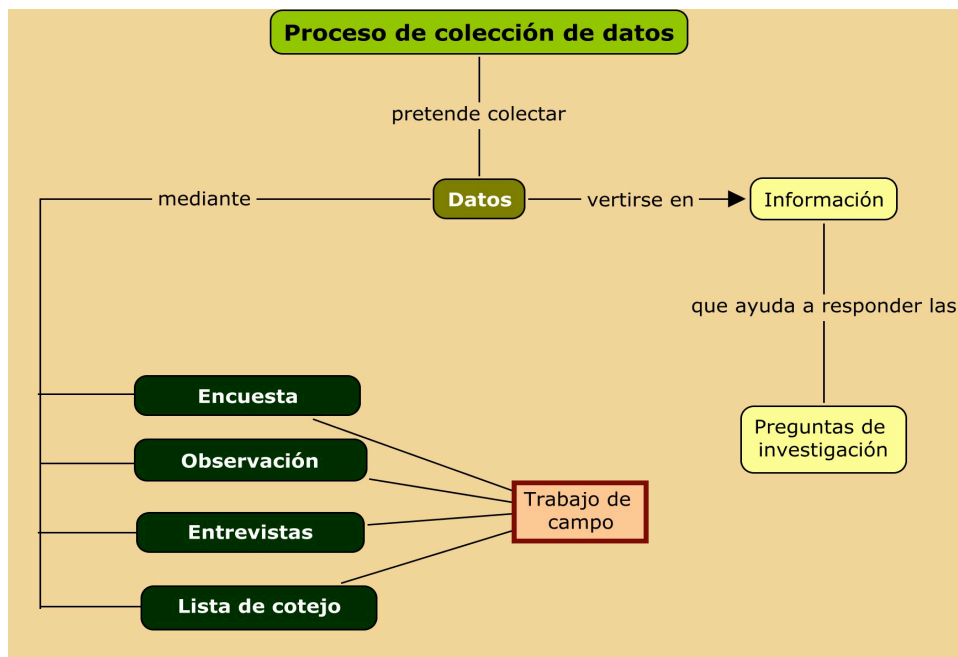 Proceso de colección de datos
pretende colectar
mediante
Datos
vertirse en
Información
que ayuda a responder las
Encuesta
Preguntas de
investigación
Observación
Trabajo de
campo
Entrevistas
Lista de cotejo